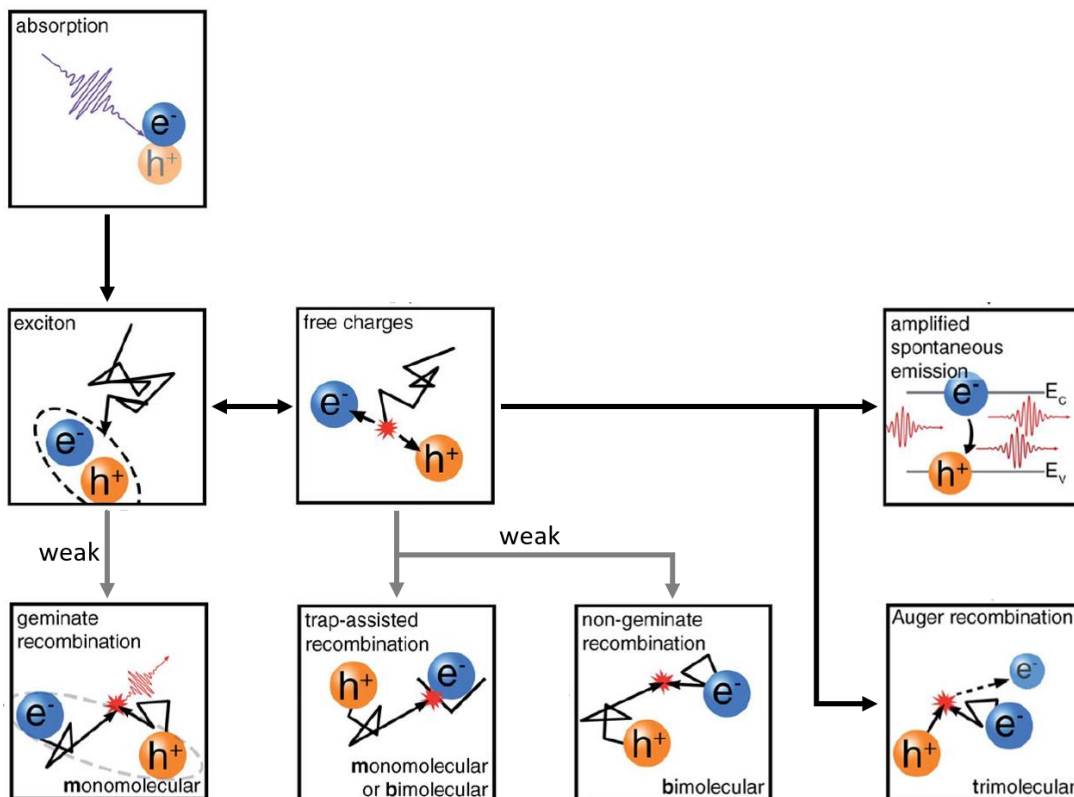 absorption
e-
h+
exciton
e-
h+
free charges
e-
h+
amplified
spontaneous
emission
e-
Ec
h+
Ev
weak
weak
geminate
recombination
e-
h+
monomolecular
trap-assisted
recombination
h+
e-
monomolecular
or bimolecular
non-geminate
recombination
e-
h+
bimolecular
Auger recombination
e-
e-
h+
trimolecular